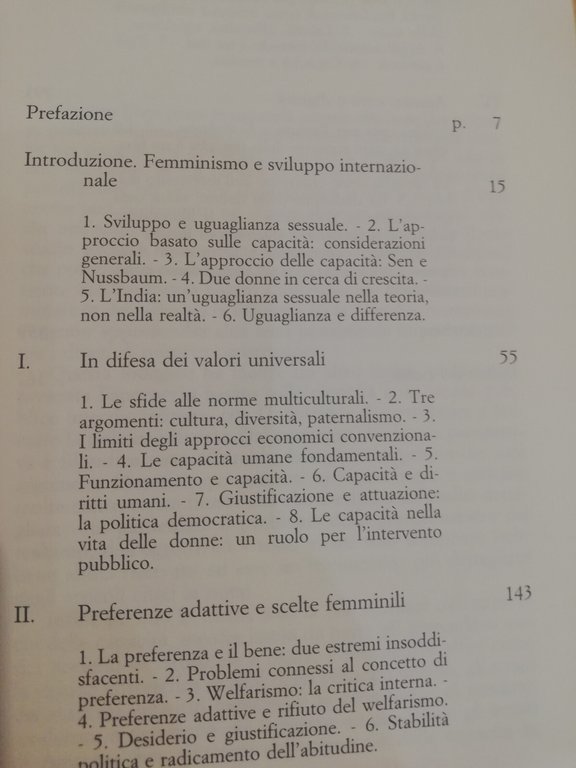 Prefazione p. 7
Introduzione. Femminismo e sviluppo internazio-
nale 15
1. Sviluppo e uguaglianza sessuale. - 2. L'ap-
proccio basato sulle capacità: considerazioni
generali. - 3. L'approccio delle capacità: Sen e
Nussbaum. - 4. Due donne in cerca di crescita. -
5. L'India: un'uguaglianza sessuale nella teoria,
non nella realtà. - 6. Uguaglianza e differenza.
I. In difesa dei valori universali 55
1. Le sfide alle norme multiculturali. - 2. Tre
argomenti: cultura, diversità, paternalismo. - 3.
I limiti degli approcci economici convenziona-
li. - 4. Le capacità umane fondamentali. - 5.
Funzionamento e capacità. - 6. Capacità e di-
ritti umani. - 7. Giustificazione e attuazione:
la politica democratica. - 8. Le capacità nella
vita delle donne: un ruolo per l'intervento
pubblico.
II. Preferenze adattive e scelte femminili 143
1. La preferenza e il bene: due estremi insoddi-
sfacenti. - 2. Problemi connessi al concetto di
preferenza. - 3. Welfarismo: la critica interna. -
4. Preferenze adattive e rifiuto del welfarismo.
- 5. Desiderio e giustificazione. - 6. Stabilità
politica e radicamento dell'abitudine.